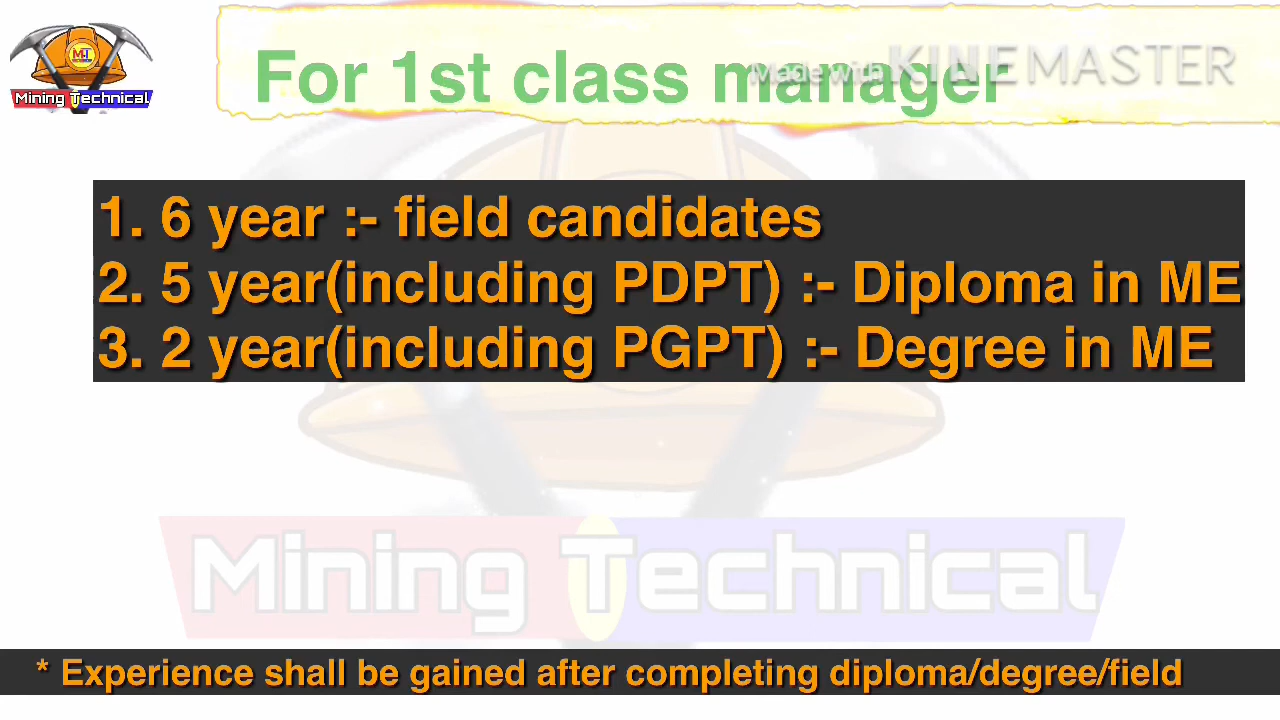 MT
Mining Technical
For 1st class manager
Made with KINEMASTER
1. 6 year :- field candidates
2. 5 year(including PDPT) :- Diploma in ME
3. 2 year(including PGPT) :- Degree in ME
Mining Technical
* Experience shall be gained after completing diploma/degree/field